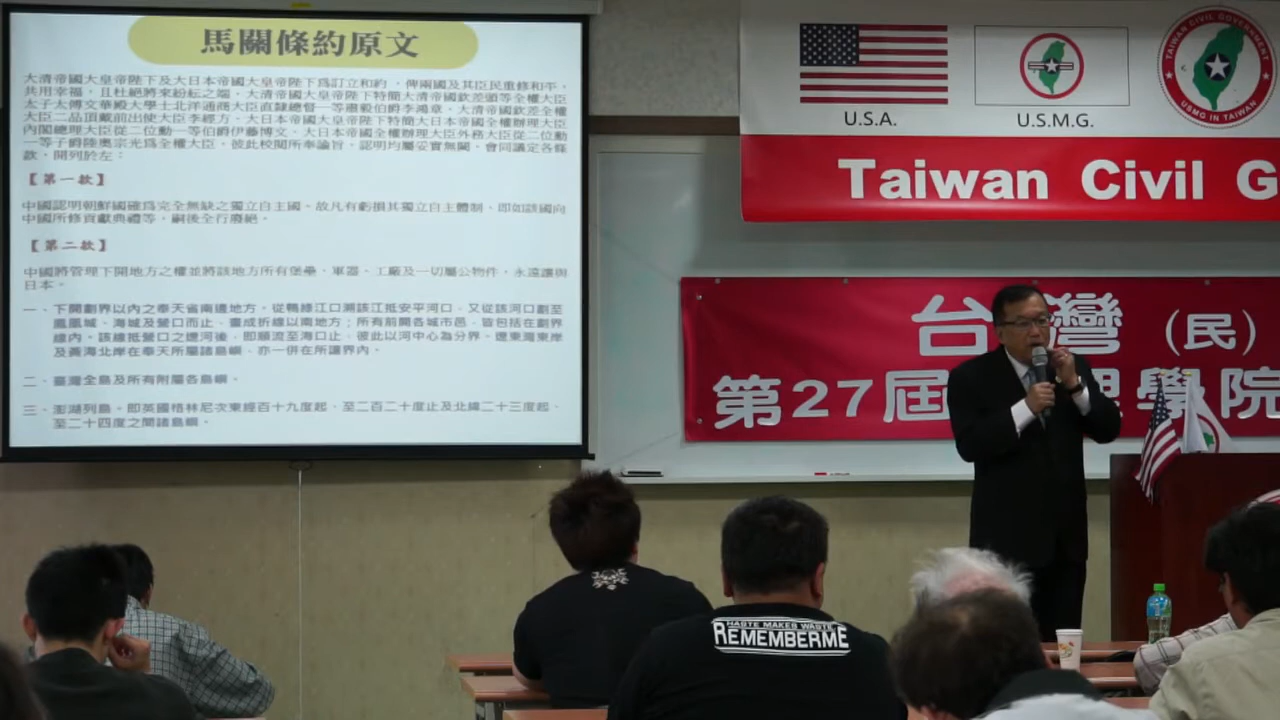 馬關條約原文
大清帝國大皇帝陛下及大日本帝國大皇帝陛下爲訂立和約，俾兩國及其臣民重修和平，
共用幸福，且杜絕將來紛紜之端，大清帝國大皇帝陛下特簡大清帝國欽差頭等全權大臣
太子太傅文華殿大學士北洋通商大臣直隸總督一等肅毅伯爵李鴻章、大清帝國欽差全權
大臣二品頂戴前出使大臣李經方、大日本帝國大皇帝陛下特簡大日本帝國全權辦理大臣
內閣總理大臣從二位勳一等伯爵伊藤博文、大日本帝國全權辦理大臣外務大臣從二位勳
一等子爵陸奧宗光爲全權大臣，彼此校閱所奉諭旨，認明均屬妥實無闕。會同議定各條
款，開列於左：
【第一款】
中國認明朝鮮國確爲完全無缺之獨立自主國。故凡有虧損其獨立自主體制，即如該國向
中國所修貢獻典禮等，嗣後全行廢絕。
【第二款】
中國將管理下開地方之權並將該地方所有堡壘、軍器、工廠及一切屬公物件，永遠讓與
日本。
一、下開劃界以內之奉天省南邊地方。從鴨綠江口溯該江抵安平河口，又從該河口劃至
鳳凰城、海城及營口而止，畫成折線以南地方；所有前開各城市邑，皆包括在劃界
線內。該線抵營口之遼河後，即順流至海口止，彼此以河中心爲分界。遼東灣東岸
及黃海北岸在奉天所屬諸島嶼，亦一併在所讓界內。
二、臺灣全島及所有附屬各島嶼。
三、澎湖列島。即英國格林尼次東經百十九度起、至二百二十度止及北緯二十三度起、
至二十四度之間諸島嶼。
U.S.A.
U.S.M.G.
TAIWAN CIVIL GOVERNMENT
USMG IN TAIWAN
Taiwan Civil G
台灣（民）
第27屆 理學院
HASTE MAKES WASTE
REMEMBERME